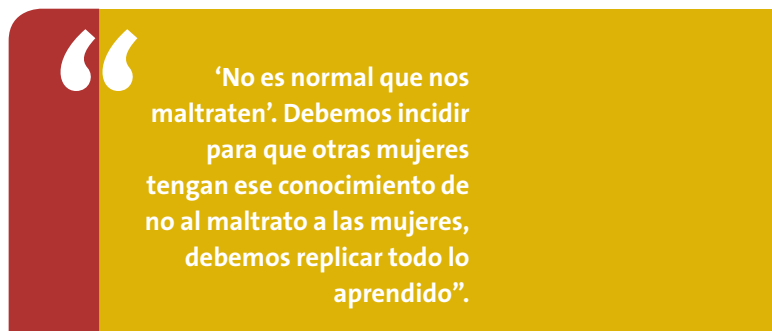 “
‘No es normal que nos
maltraten’. Debemos incidir
para que otras mujeres
tengan ese conocimiento de
no al maltrato a las mujeres,
debemos replicar todo lo
aprendido”.